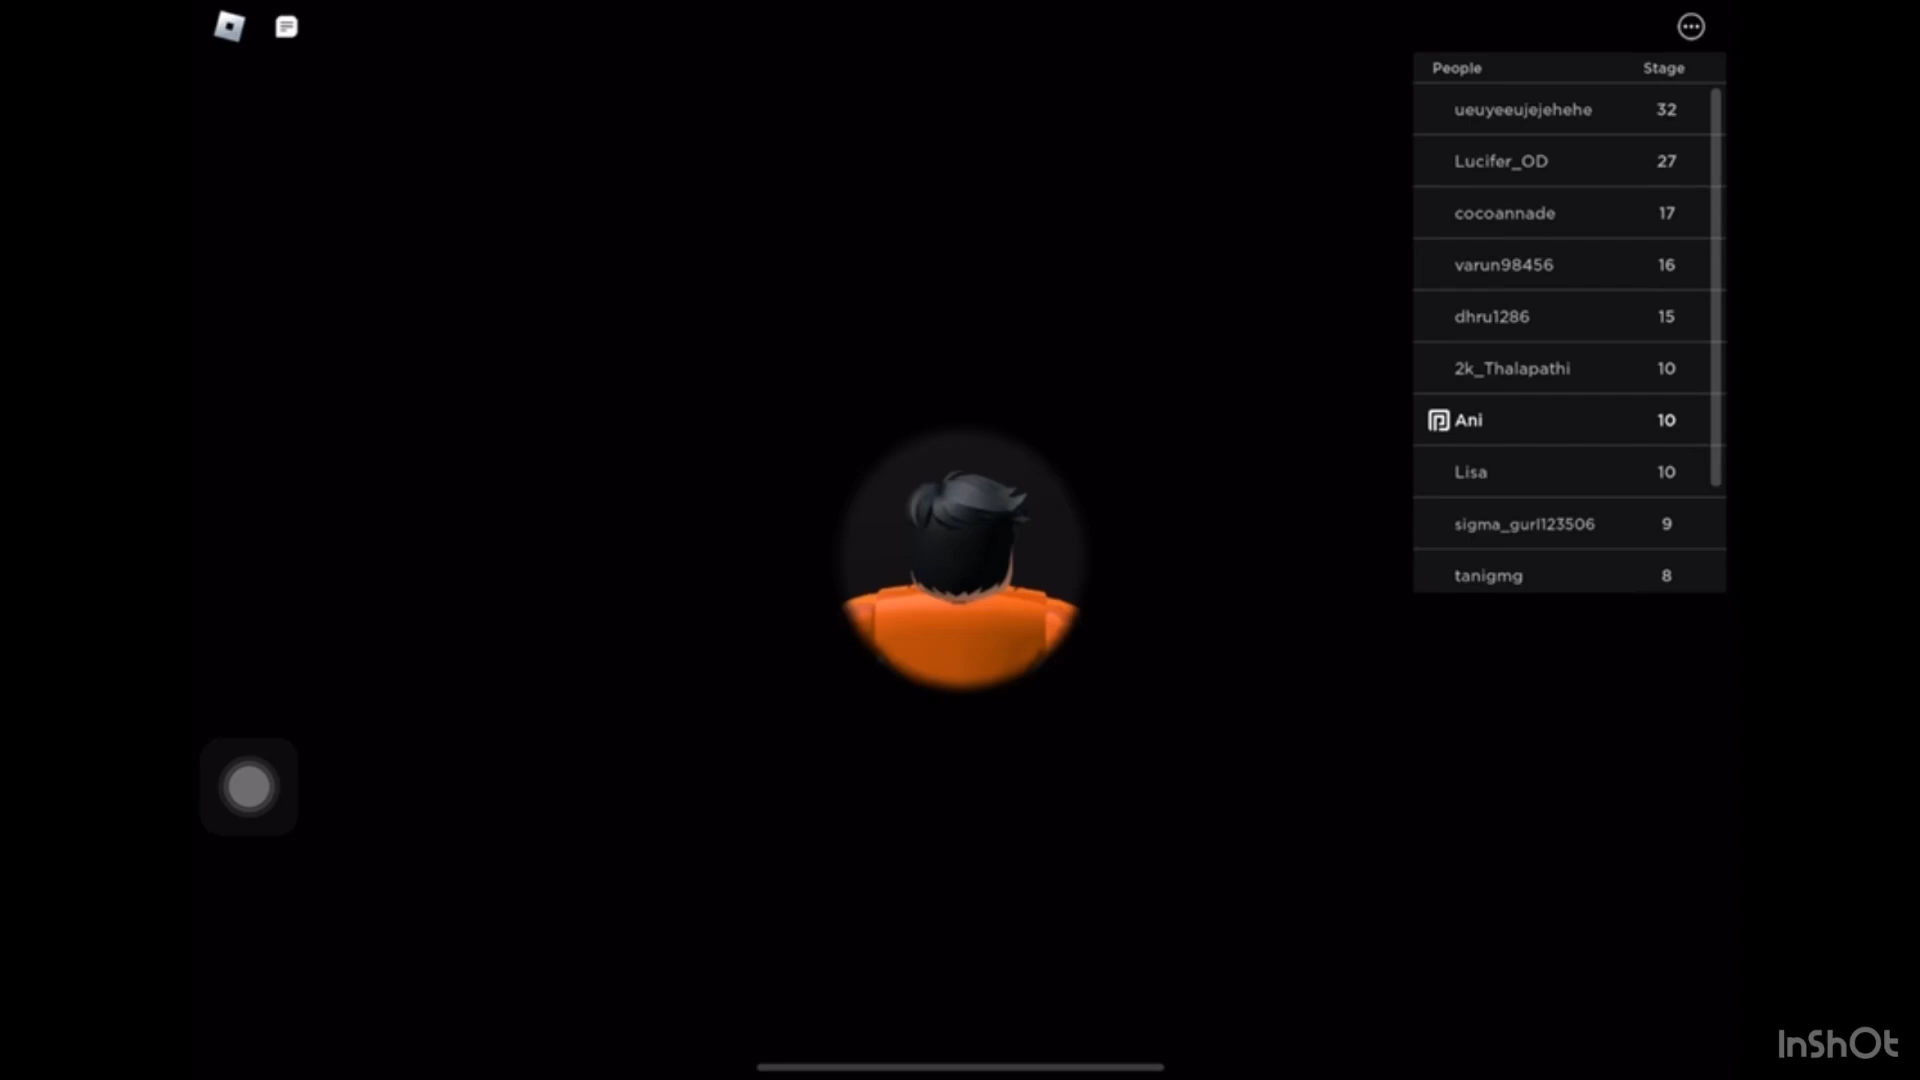 People Stage
ueuyeeujejehehe 32
Lucifer_OD 27
cocoannade 17
varun98456 16
dhru1286 15
2k_Thalapathi 10
Ani 10
Lisa 10
sigma_gurl123506 9
tanigmg 8
InShOt